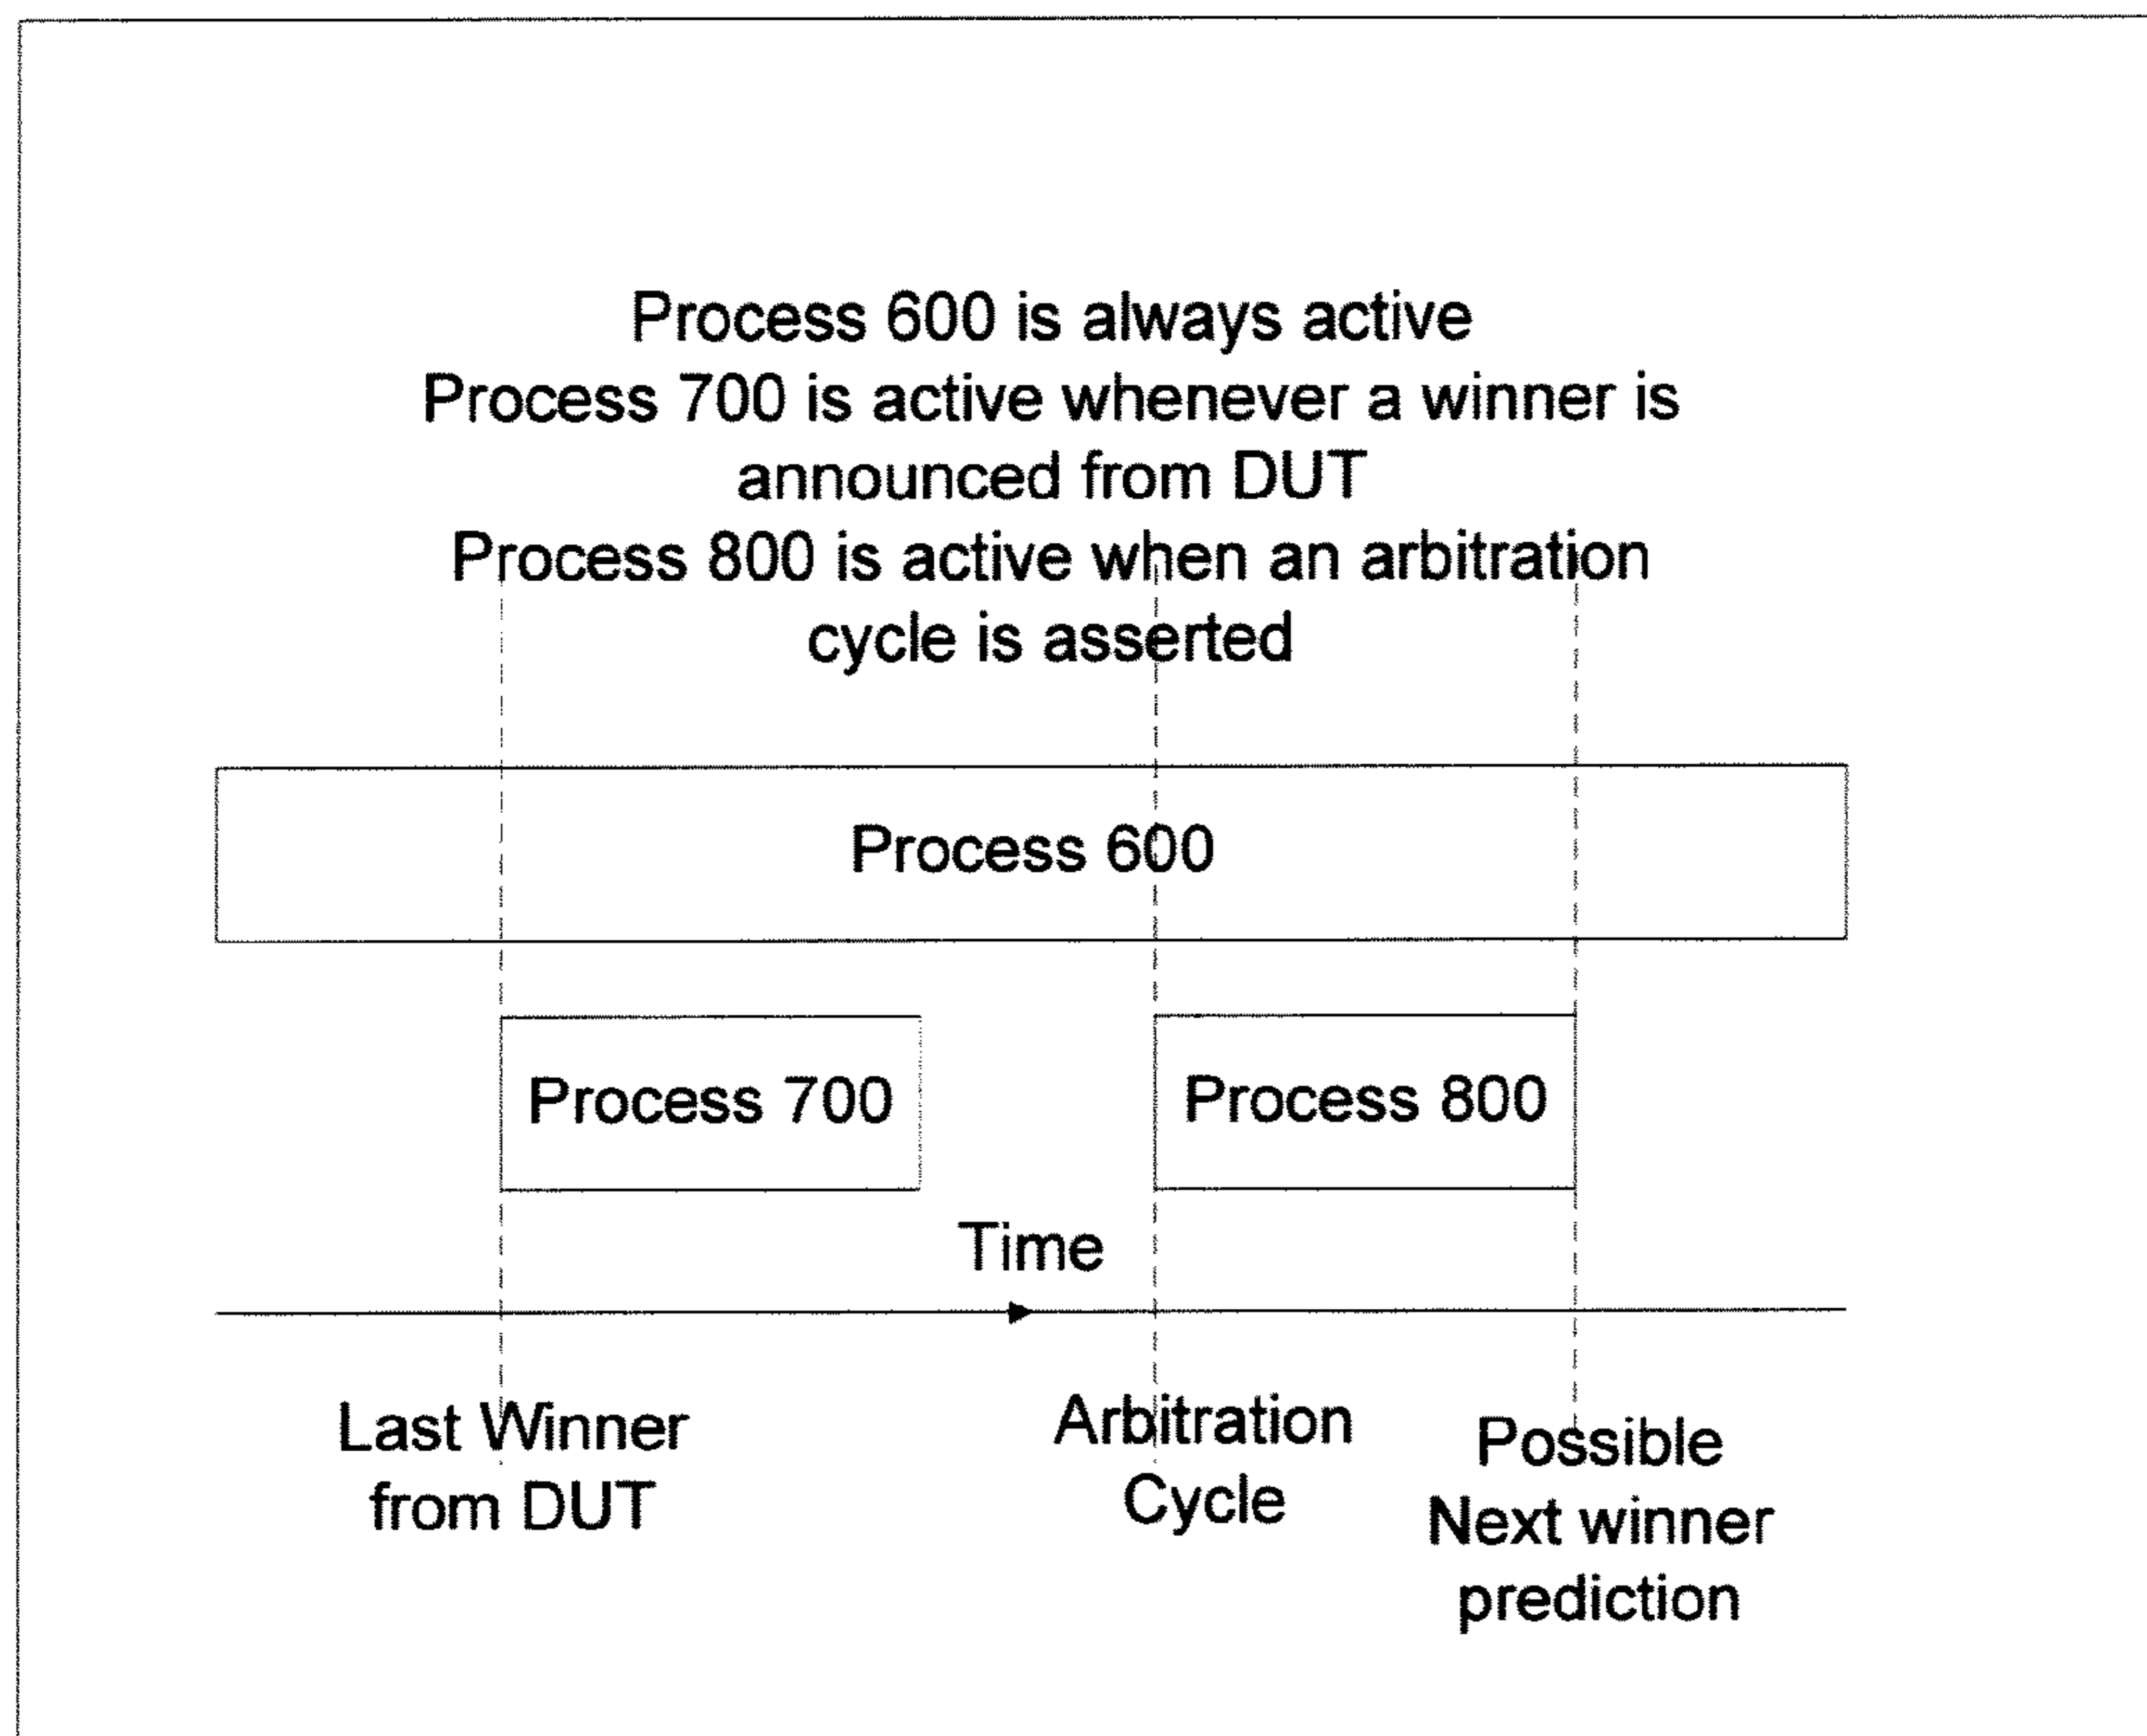 Process 600 is always active
Process 700 is active whenever a winner is
announced from DUT
Process 800 is active when an arbitration
cycle is asserted
Process 600
Process 700
Process 800
Time
Last Winner
from DUT
Arbitration
Cycle
Possible
Next winner
prediction